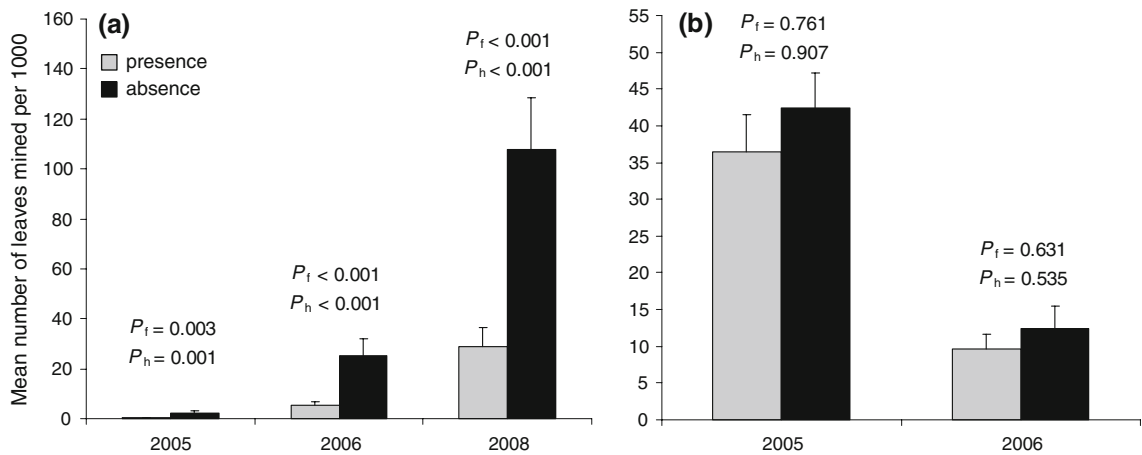 Mean number of leaves mined per 1000
160
140
120
100
80
60
40
20
0
(a)
presence
absence
Pf = 0.003
Ph = 0.001
Pf < 0.001
Ph < 0.001
Pf < 0.001
Ph < 0.001
2005
2006
2008
55
50
45
40
35
30
25
20
15
10
5
0
(b)
Pf = 0.761
Ph = 0.907
Pf = 0.631
Ph = 0.535
2005
2006